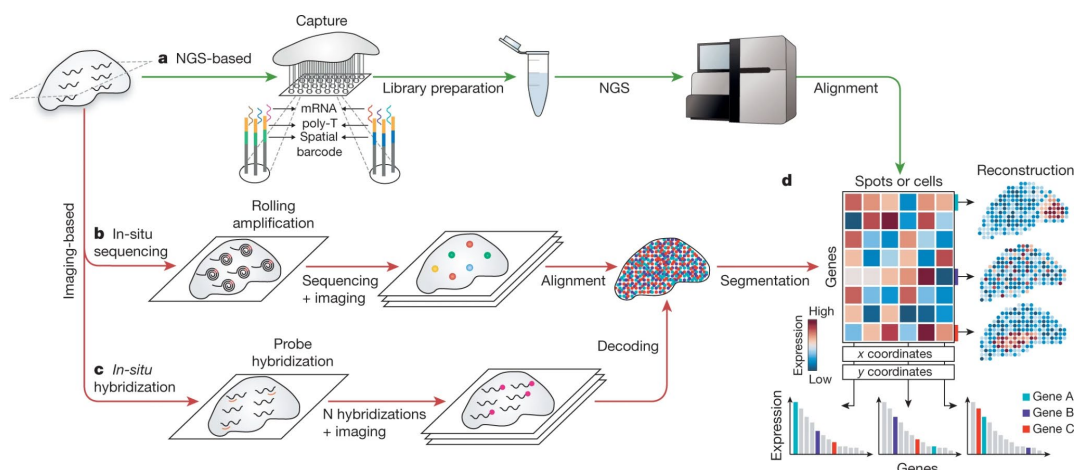 a NGS-based
Capture
mRNA
poly-T
Spatial
barcode
Library preparation
NGS
Alignment
Imaging-based
b In-situ
sequencing
Rolling
amplification
Sequencing
+ imaging
Alignment
Segmentation
c In-situ
hybridization
Probe
hybridization
N hybridizations
+ imaging
Decoding
d
Spots or cells
Reconstruction
Genes
High
Expression
Low
x coordinates
y coordinates
Expression
Genes
Gene A
Gene B
Gene C